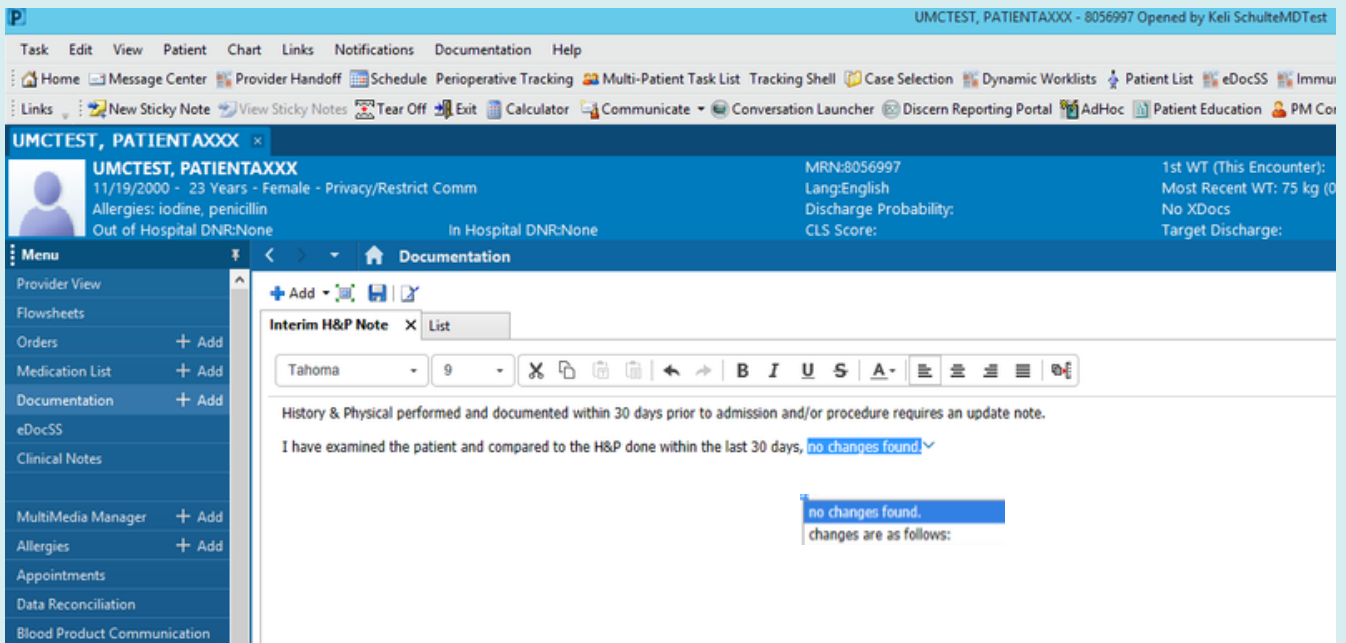 UMCTEST, PATIENTAXXX - 8056997 Opened by Keli SchulteMDTest
Task Edit View Patient Chart Links Notifications Documentation Help
Home Message Center Provider Handoff Schedule Perioperative Tracking Multi-Patient Task List Tracking Shell Case Selection Dynamic Worklists Patient List eDocSS Immu
Links New Sticky Note View Sticky Notes Tear Off Exit Calculator Communicate Conversation Launcher Discern Reporting Portal AdHoc Patient Education PM Con
UMCTEST, PATIENTAXXX
UMCTEST, PATIENTAXXX MRN:8056997 1st WT (This Encounter):
11/19/2000 - 23 Years - Female - Privacy/Restrict Comm Lang:English Most Recent WT: 75 kg (0
Allergies: iodine, penicillin Discharge Probability: No XDocs
Out of Hospital DNR:None In Hospital DNR:None CLS Score: Target Discharge:
Menu Documentation
Provider View
Flowsheets
Orders + Add
Medication List + Add
Documentation + Add
eDocSS
Clinical Notes
MultiMedia Manager + Add
Allergies + Add
Appointments
Data Reconciliation
Blood Product Communication
+ Add
Interim H&P Note X List
Tahoma 9 B I U S A
History & Physical performed and documented within 30 days prior to admission and/or procedure requires an update note.
I have examined the patient and compared to the H&P done within the last 30 days, no changes found.
no changes found.
changes are as follows: